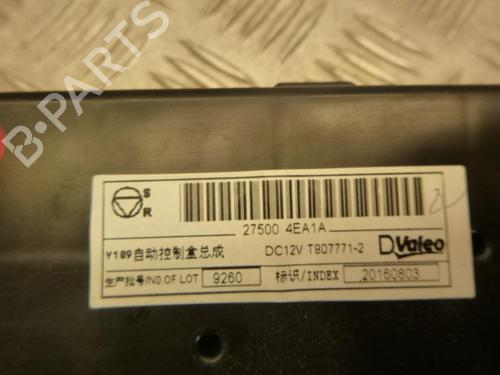 B-PARTS
S
R
27500 4EA1A
Y109自动控制盒总成 DC12V T907771-2 Valeo
生产批号/NO.OF LOT 9260 标识/INDEX 20160803